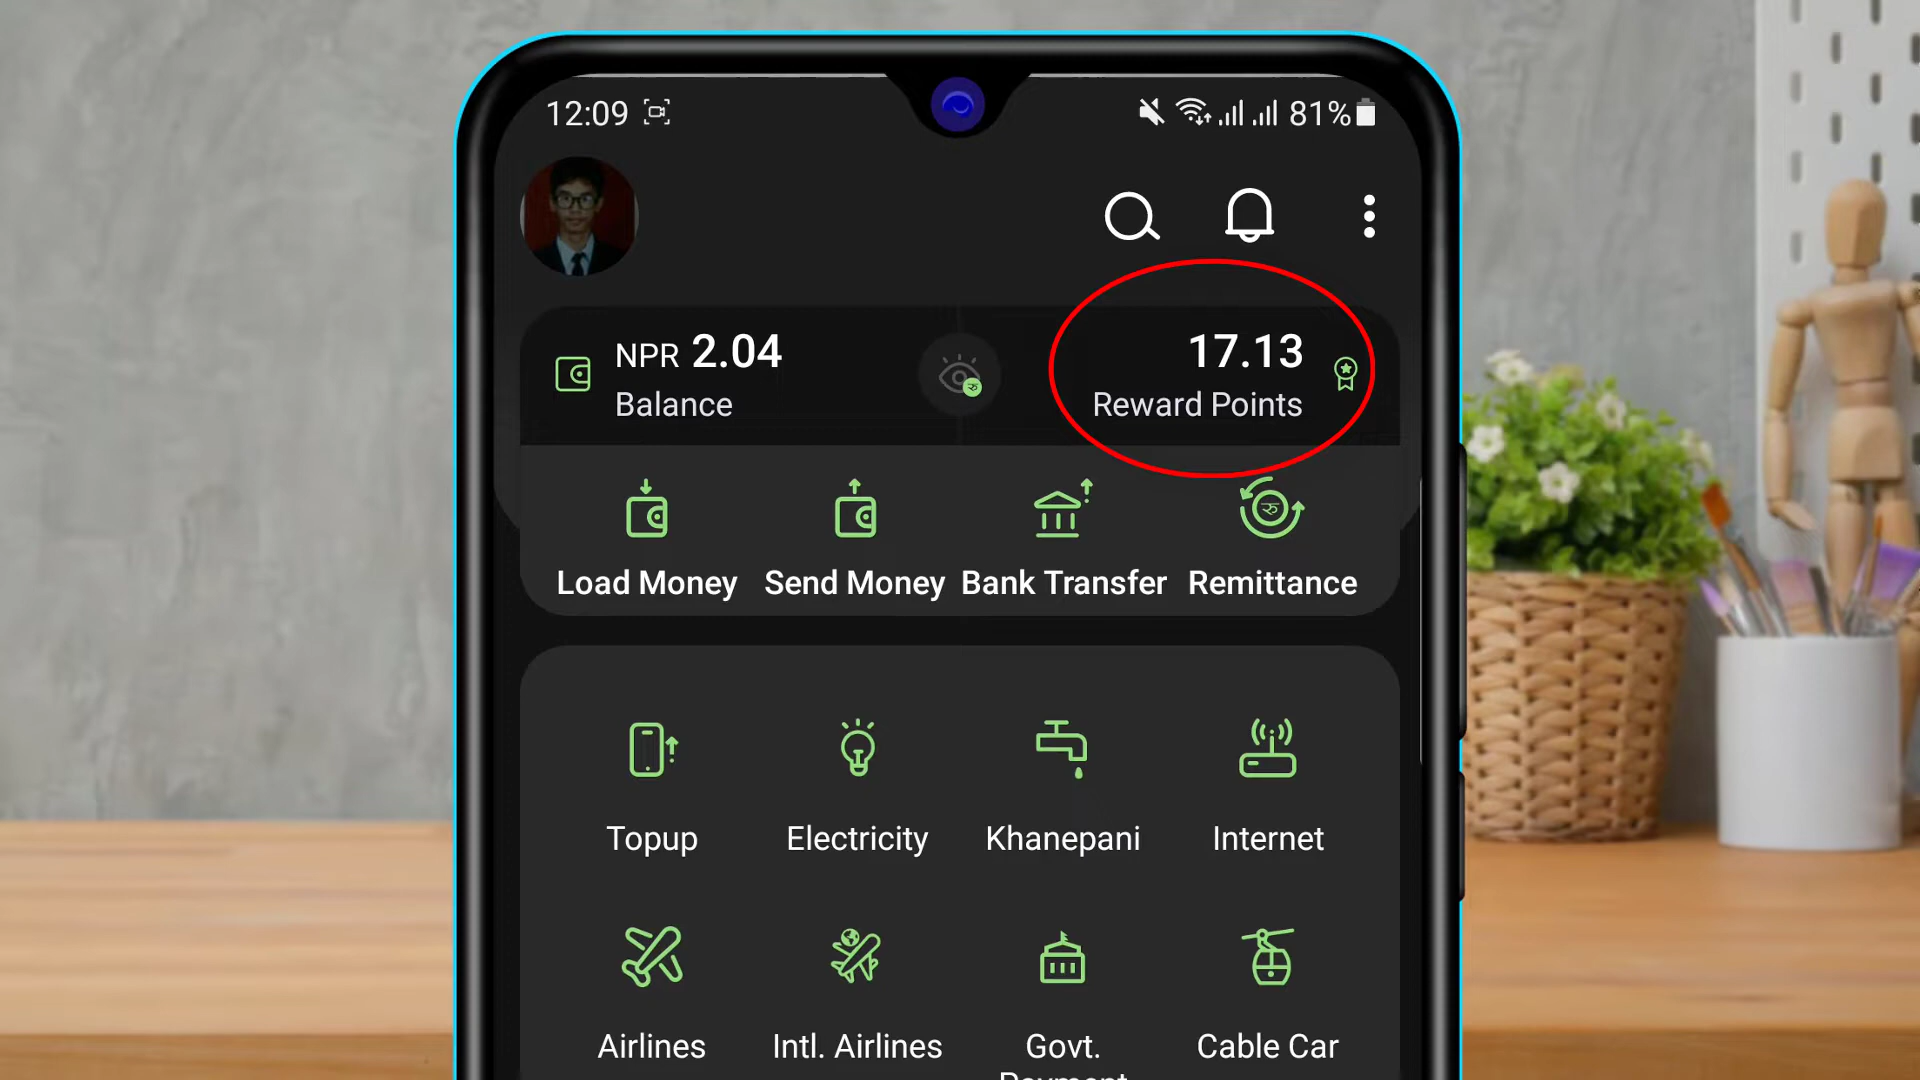 12:09 81%
NPR 2.04
Balance
17.13
Reward Points
Load Money Send Money Bank Transfer Remittance
Topup Electricity Khanepani Internet
Airlines Intl. Airlines Govt. Cable Car